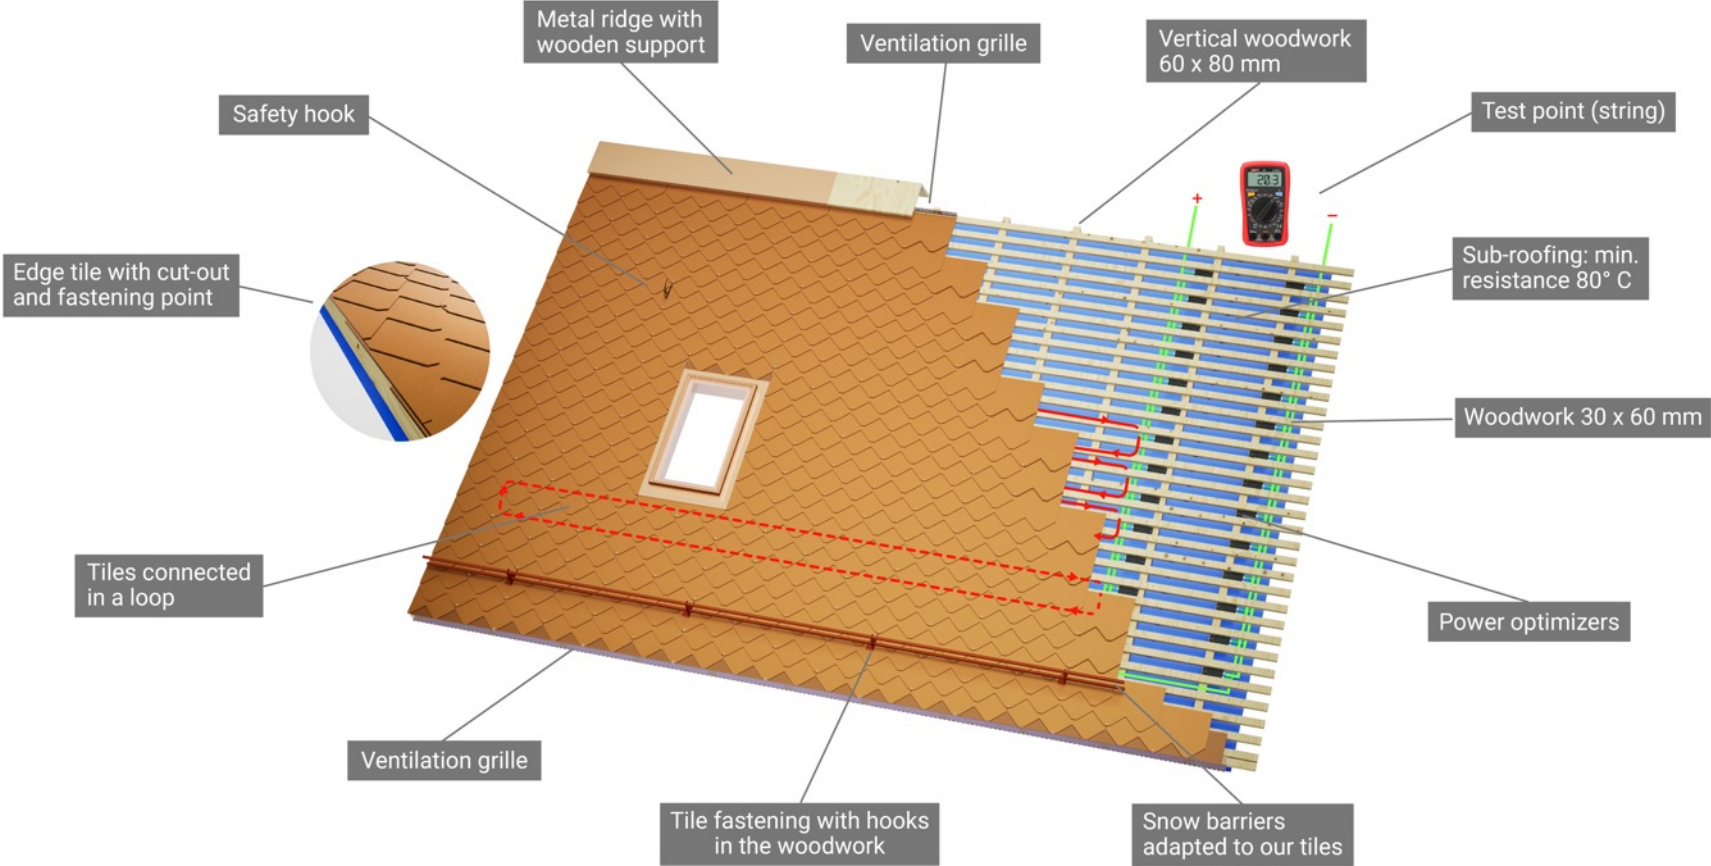 Metal ridge with
wooden support
Ventilation grille
Vertical woodwork
60 x 80 mm
Safety hook
Test point (string)
+
20.3
−
Edge tile with cut-out
and fastening point
Sub-roofing: min.
resistance 80° C
Woodwork 30 x 60 mm
Tiles connected
in a loop
Power optimizers
Ventilation grille
Tile fastening with hooks
in the woodwork
Snow barriers
adapted to our tiles